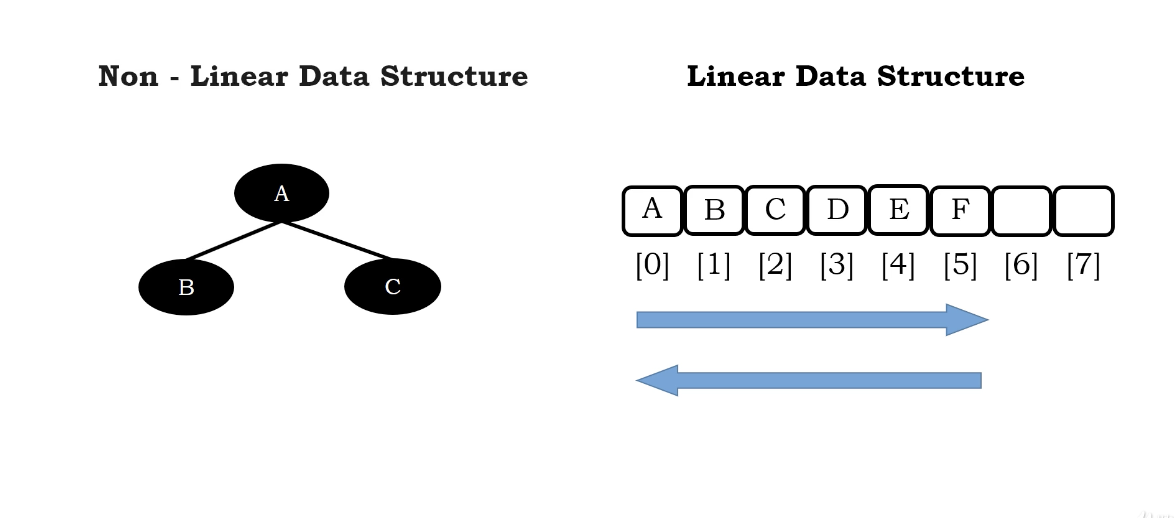 Non - Linear Data Structure
A
B
C
Linear Data Structure
A B C D E F
[0] [1] [2] [3] [4] [5] [6] [7]